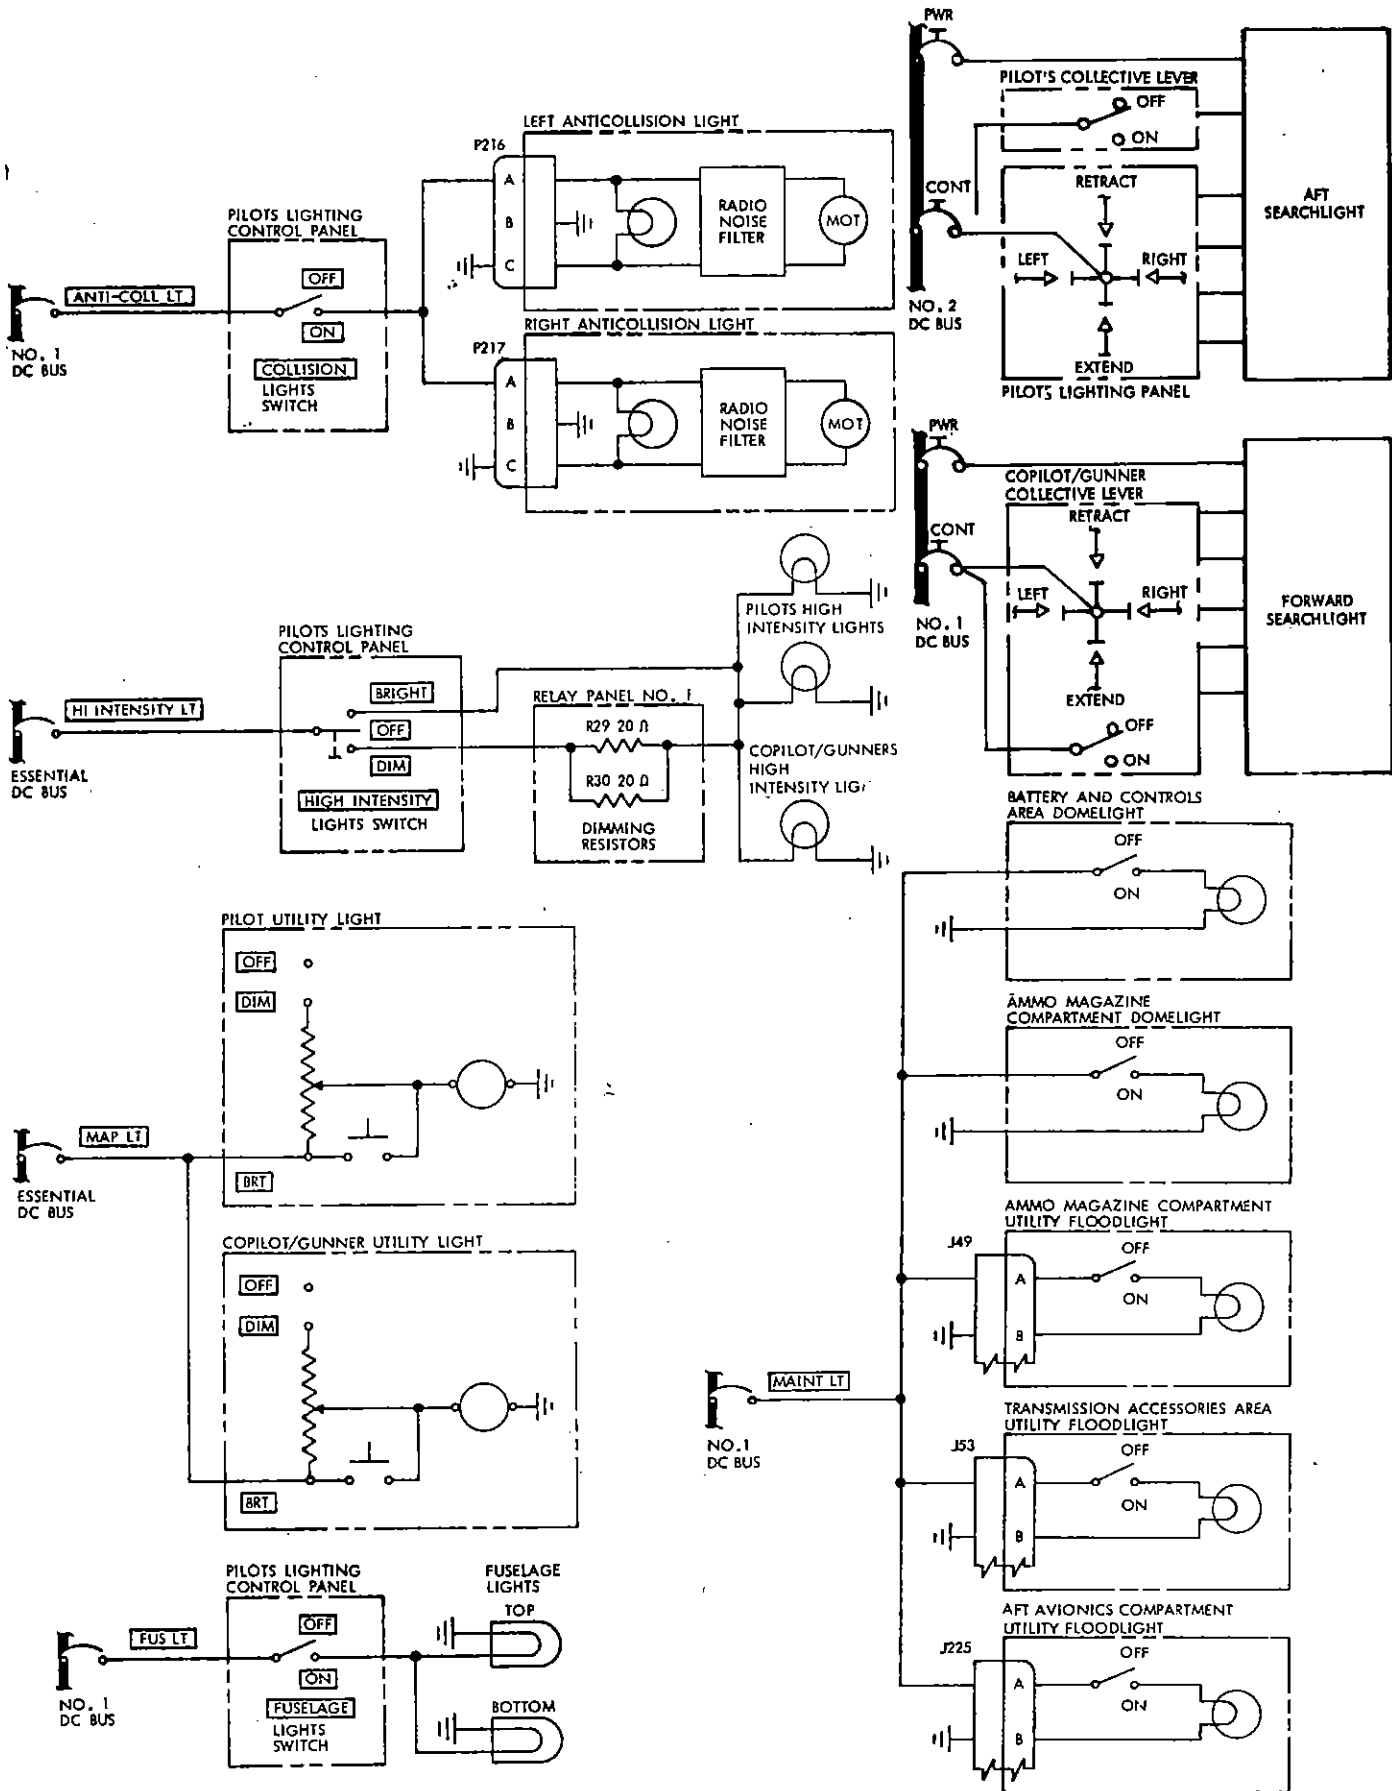 LEFT ANTICOLLISION LIGHT
P216
A
B
C
RADIO
NOISE
FILTER
MOT
PILOTS LIGHTING
CONTROL PANEL
OFF
ANTI-COLL LT
ON
NO. 1
DC BUS
COLLISION
LIGHTS
SWITCH
RIGHT ANTICOLLISION LIGHT
P217
A
B
C
RADIO
NOISE
FILTER
MOT
PWR
PILOT'S COLLECTIVE LEVER
OFF
ON
CONT
RETRACT
LEFT
RIGHT
EXTEND
NO. 2
DC BUS
PILOTS LIGHTING PANEL
AFT
SEARCHLIGHT
PWR
COPILOT/GUNNER
COLLECTIVE LEVER
RETRACT
CONT
LEFT
RIGHT
NO. 1
DC BUS
EXTEND
OFF
ON
FORWARD
SEARCHLIGHT
PILOTS HIGH
INTENSITY LIGHTS
PILOTS LIGHTING
CONTROL PANEL
BRIGHT
HI INTENSITY LT
OFF
DIM
ESSENTIAL
DC BUS
HIGH INTENSITY
LIGHTS SWITCH
RELAY PANEL NO. 1
R29 20 Ω
R30 20 Ω
DIMMING
RESISTORS
COPILOT/GUNNERS
HIGH
INTENSITY LIG
BATTERY AND CONTROLS
AREA DOMELIGHT
OFF
ON
PILOT UTILITY LIGHT
OFF
DIM
MAP LT
BRT
ESSENTIAL
DC BUS
AMMO MAGAZINE
COMPARTMENT DOMELIGHT
OFF
ON
COPILOT/GUNNER UTILITY LIGHT
OFF
DIM
BRT
AMMO MAGAZINE COMPARTMENT
UTILITY FLOODLIGHT
J49
OFF
A
ON
B
MAINT LT
NO.1
DC BUS
TRANSMISSION ACCESSORIES AREA
UTILITY FLOODLIGHT
J53
OFF
A
ON
B
PILOTS LIGHTING
CONTROL PANEL
OFF
FUS LT
ON
NO. 1
DC BUS
FUSELAGE
LIGHTS
SWITCH
FUSELAGE
LIGHTS
TOP
BOTTOM
AFT AVIONICS COMPARTMENT
UTILITY FLOODLIGHT
J225
OFF
A
ON
B